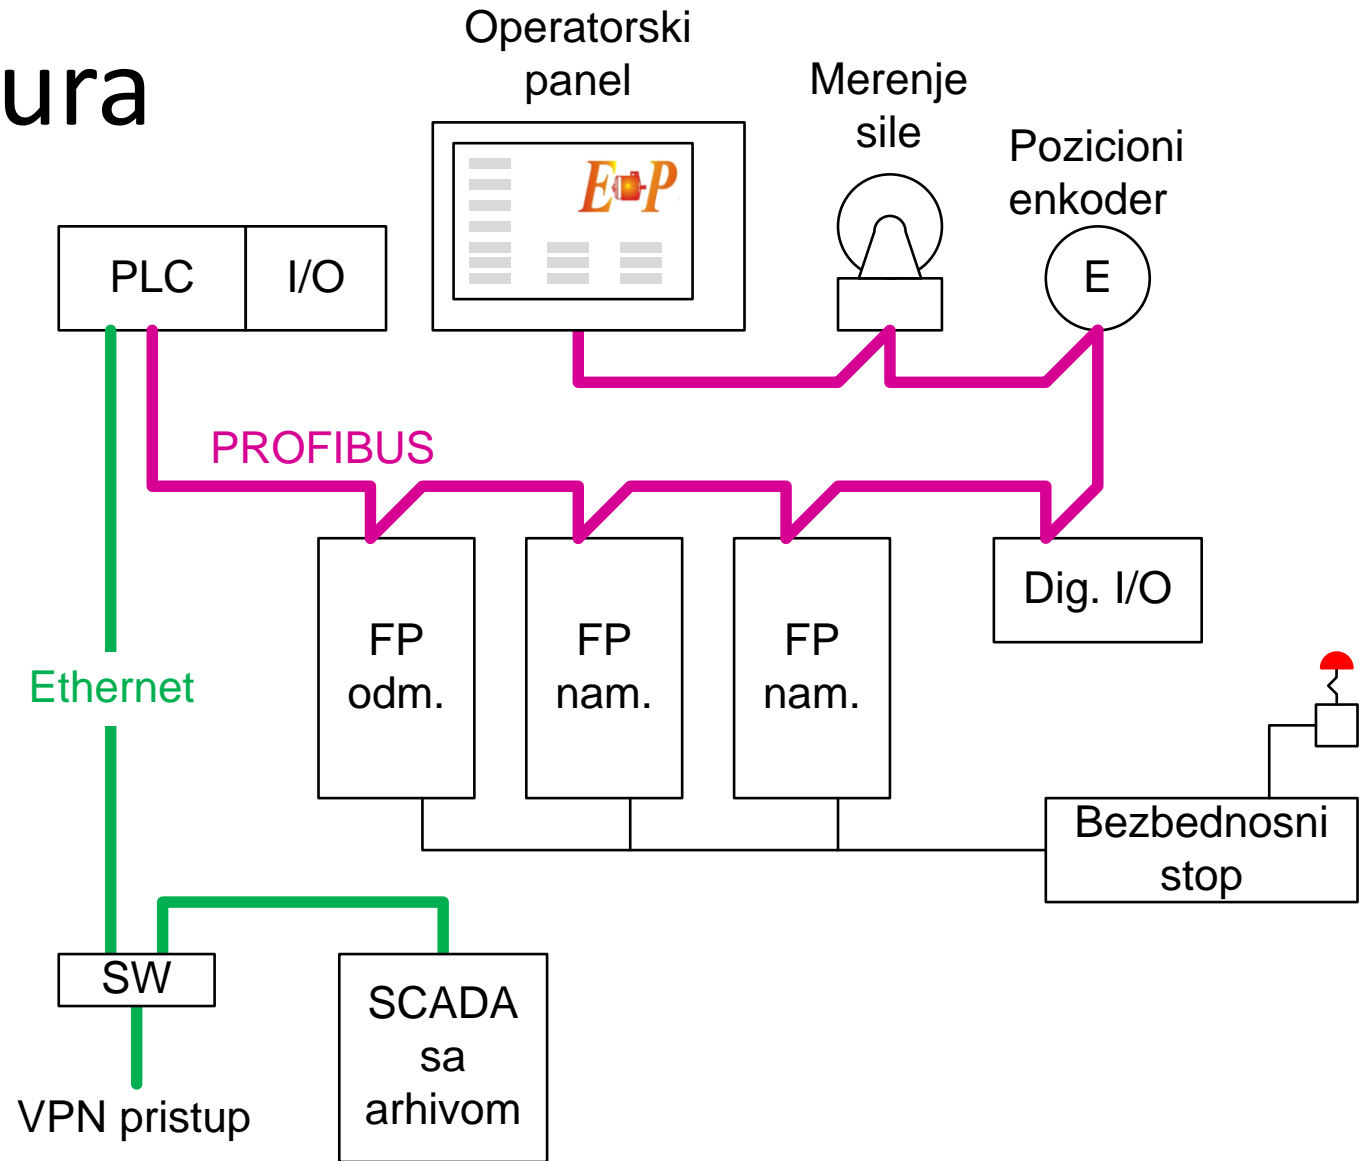 ura
Operatorski
panel
Merenje
sile
Pozicioni
enkoder
E P
PLC
I/O
E
PROFIBUS
FP
odm.
FP
nam.
FP
nam.
Dig. I/O
Ethernet
Bezbednosni
stop
SW
SCADA
sa
arhivom
VPN pristup